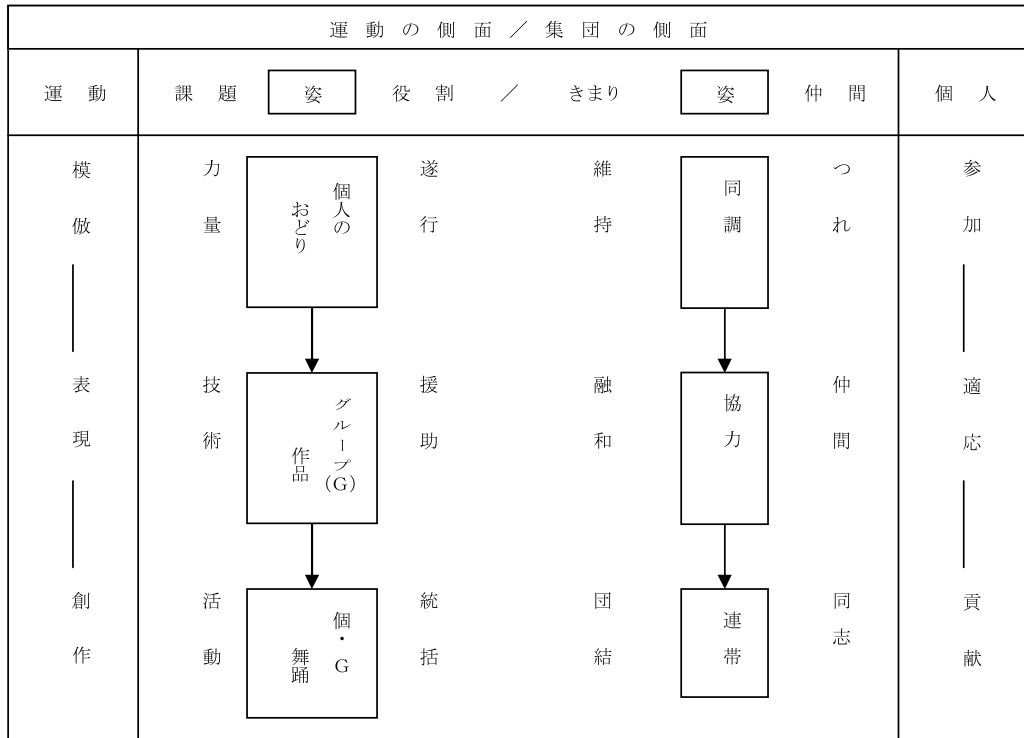 運動の側面／集団の側面
運動
課題
姿
役割
／
きまり
姿
仲間
個人
模倣
力量
個人の
おどり
遂行
維持
同調
つれ
参加
表現
技術
グループ(G)
作品
援助
融和
協力
仲間
適応
創作
活動
個・G
舞踊
統括
団結
連帯
同志
貢献